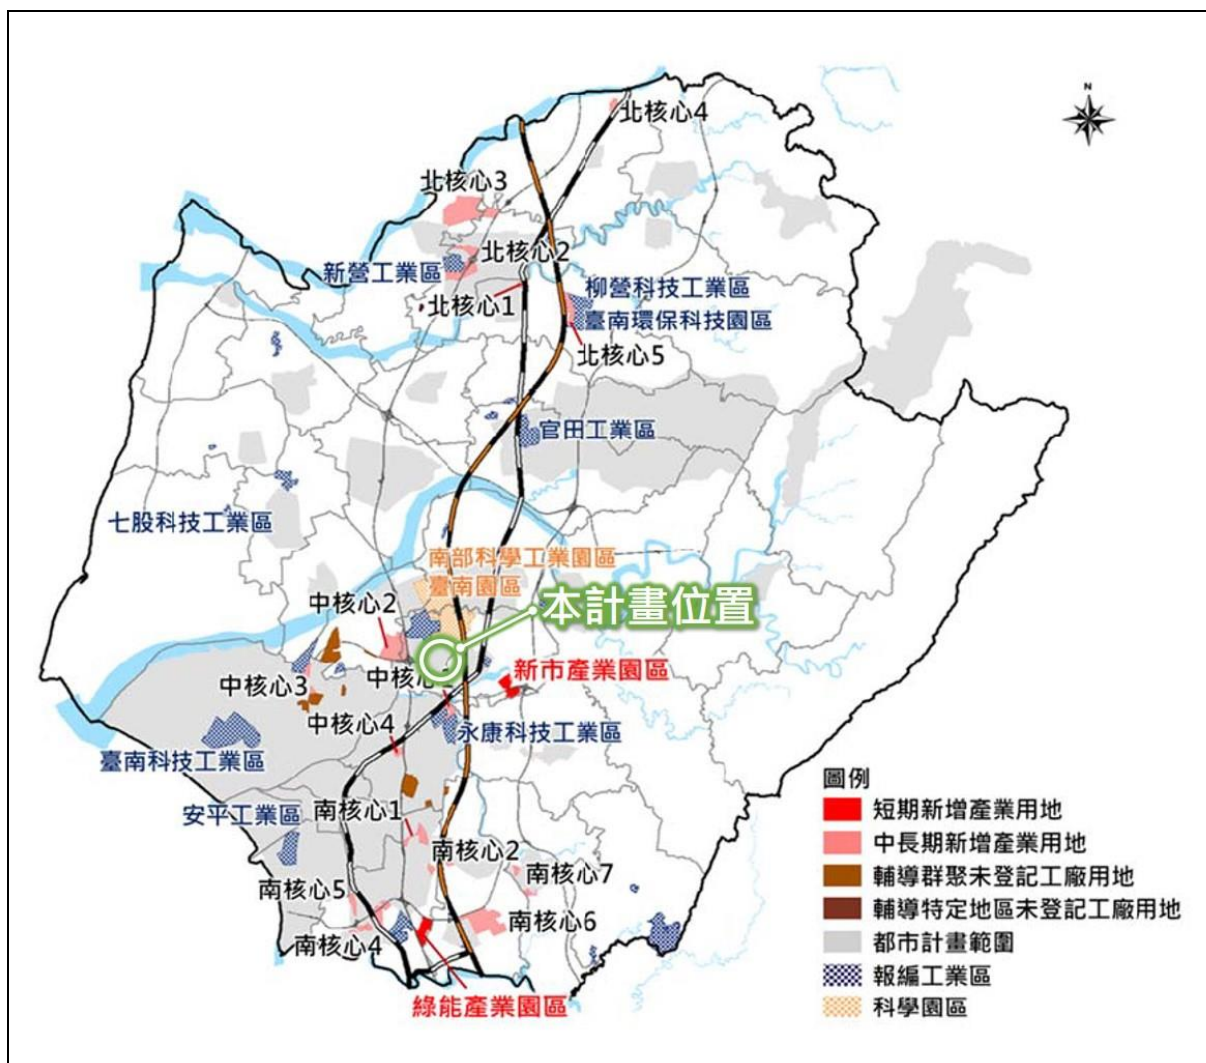 N
北核心4
北核心3
北核心2
新營工業區
北核心1
柳營科技工業區
臺南環保科技園區
北核心5
官田工業區
七股科技工業區
南部科學工業園區
臺南園區
本計畫位置
中核心2
中核心
新市產業園區
中核心3
中核心4
永康科技工業區
臺南科技工業區
安平工業區
南核心1
南核心2
南核心7
南核心5
南核心6
南核心4
綠能產業園區
圖例
短期新增產業用地
中長期新增產業用地
輔導群聚未登記工廠用地
輔導特定地區未登記工廠用地
都市計畫範圍
報編工業區
科學園區